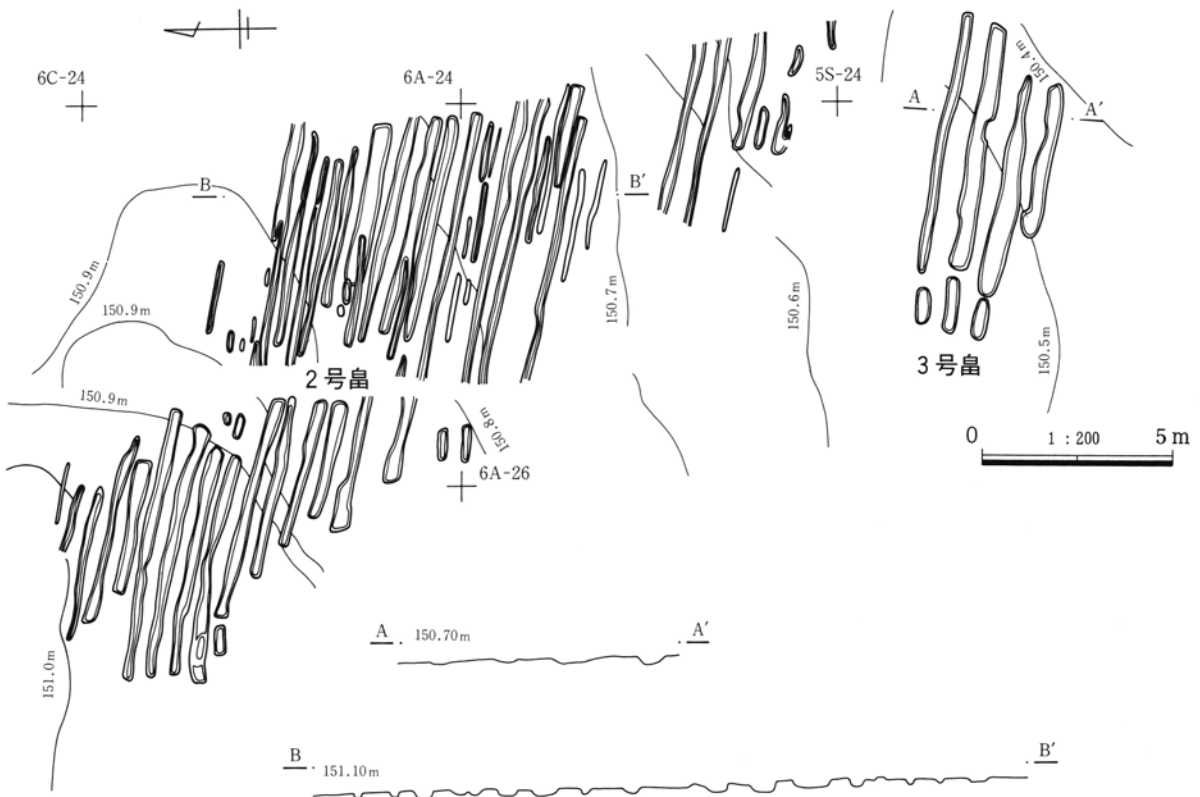 6C-24
6A-24
5S-24
A
150.4m
A′
B
B′
150.9m
150.9m
150.7m
150.6m
2号畠
3号畠
150.5m
150.9m
150.8m
0 1:200 5m
6A-26
151.0m
A
150.70m
A′
B
151.10m
B′